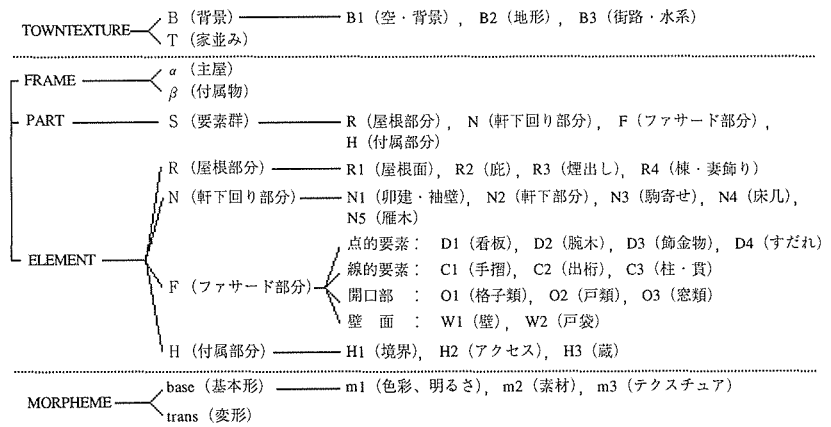 TOWNTEXTURE B (背景) B1 (空・背景), B2 (地形), B3 (街路・水系)
T (家並み)
FRAME α (主屋)
β (付属物)
PART S (要素群) R (屋根部分), N (軒下回り部分), F (ファサード部分),
H (付属部分)
R (屋根部分) R1 (屋根面), R2 (庇), R3 (煙出し), R4 (棟・妻飾り)
N (軒下回り部分) N1 (卯建・袖壁), N2 (軒下部分), N3 (駒寄せ), N4 (床几),
N5 (雁木)
点的要素: D1 (看板), D2 (腕木), D3 (飾金物), D4 (すだれ)
ELEMENT 線的要素: C1 (手摺), C2 (出桁), C3 (柱・貫)
F (ファサード部分) 開口部 : O1 (格子類), O2 (戸類), O3 (窓類)
壁 面 : W1 (壁), W2 (戸袋)
H (付属部分) H1 (境界), H2 (アクセス), H3 (蔵)
base (基本形) m1 (色彩、明るさ), m2 (素材), m3 (テクスチュア)
MORPHEME
trans (変形)